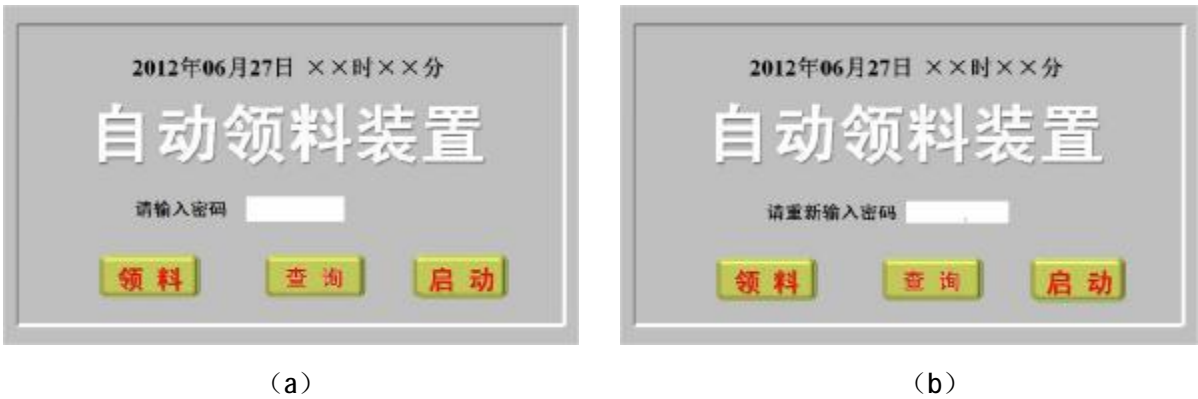 2012年06月27日 ××时××分
自动领料装置
请输入密码
领 料 查 询 启 动
(a)
2012年06月27日 ××时××分
自动领料装置
请重新输入密码
领 料 查 询 启 动
(b)